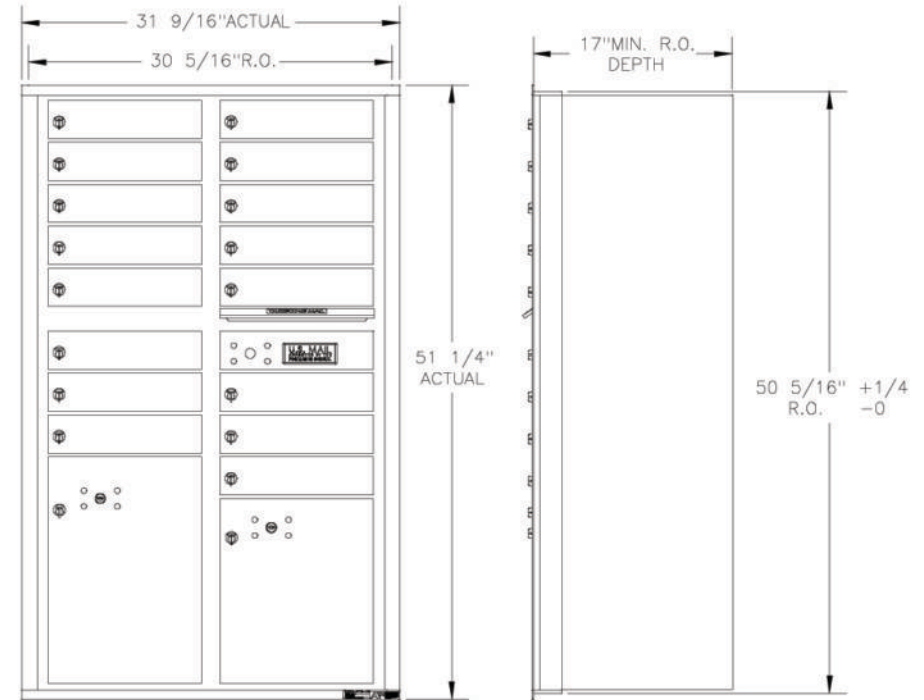 31 9/16"ACTUAL
30 5/16"R.O.
17"MIN. R.O.
DEPTH
U.S. MAIL
51 1/4"
ACTUAL
50 5/16" +1/4
R.O. -0